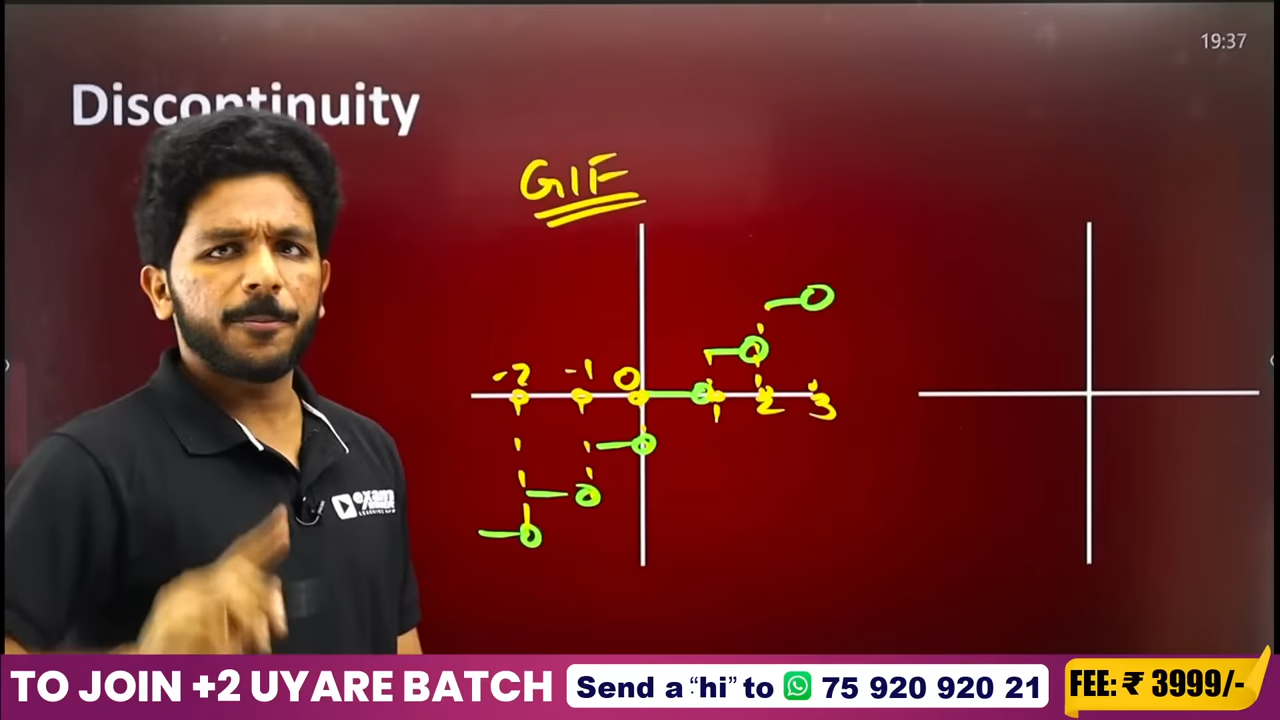 19:37
Discontinuity
GIF
-2 -1 0 1 2 3
exam
TO JOIN +2 UYARE BATCH
Send a “hi” to 75 920 920 21
FEE: ₹ 3999/-